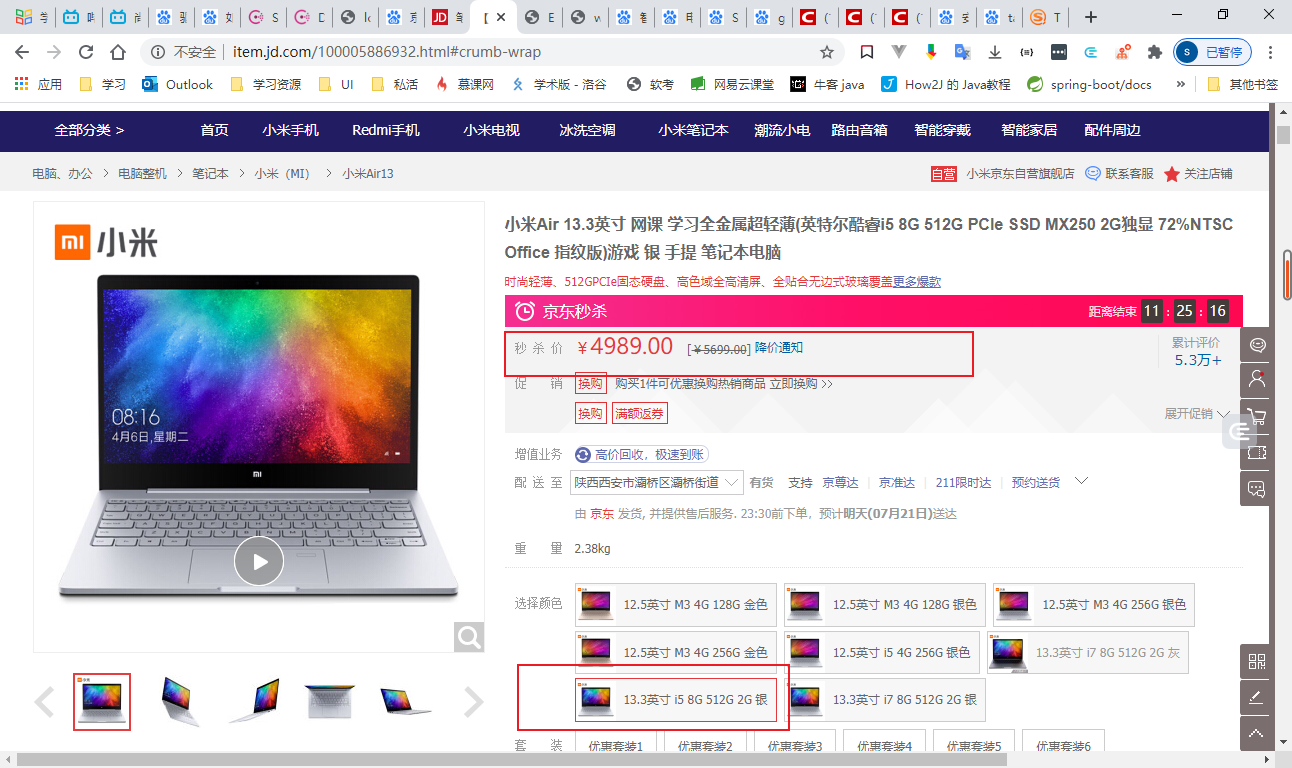 已暂停
不安全 item.jd.com/100005886932.html#crumb-wrap
应用 学习 Outlook 学习资源 UI 私活 慕课网 学术版 - 洛谷 软考 网易云课堂 牛客 java How2J 的 Java教程 spring-boot/docs » 其他书签
全部分类 > 首页 小米手机 Redmi手机 小米电视 冰洗空调 小米笔记本 潮流小电 路由音箱 智能穿戴 智能家居 配件周边
电脑、办公 > 电脑整机 > 笔记本 > 小米（MI） > 小米Air13 自营 小米京东自营旗舰店 联系客服 关注店铺
小米
08:16
4月6日,星期二
小米Air 13.3英寸 网课 学习全金属超轻薄(英特尔酷睿i5 8G 512G PCIe SSD MX250 2G独显 72%NTSC
Office 指纹版)游戏 银 手提 笔记本电脑
时尚轻薄、512GPCIe固态硬盘、高色域全高清屏、全贴合无边式玻璃覆盖更多爆款
京东秒杀 距离结束 11 : 25 : 16
秒杀价 ￥4989.00 [￥5699.00] 降价通知 累计评价
5.3万+
促 销 换购 购买1件可优惠换购热销商品 立即换购 >>
换购 满额返券 展开促销
增值业务 高价回收，极速到账
配送至 陕西西安市灞桥区灞桥街道 有货 支持 京尊达 京准达 211限时达 预约送货
由 京东 发货, 并提供售后服务. 23:30前下单，预计明天(07月21日)送达
重 量 2.38kg
选择颜色 12.5英寸 M3 4G 128G 金色 12.5英寸 M3 4G 128G 银色 12.5英寸 M3 4G 256G 银色
12.5英寸 M3 4G 256G 金色 12.5英寸 i5 4G 256G 银色 13.3英寸 i7 8G 512G 2G 灰
13.3英寸 i5 8G 512G 2G 银 13.3英寸 i7 8G 512G 2G 银
套 装 优惠套装1 优惠套装2 优惠套装3 优惠套装4 优惠套装5 优惠套装6